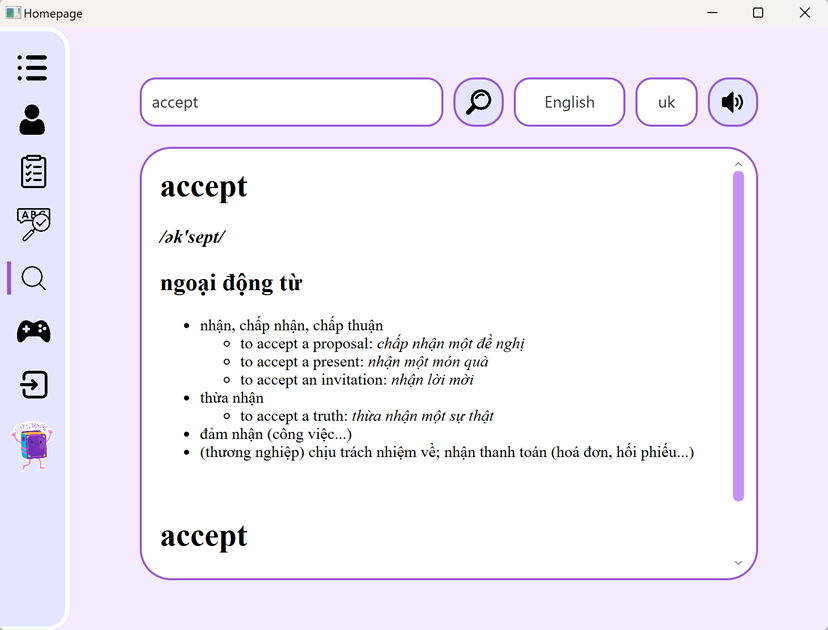 Homepage
accept
English
uk
accept
/ək'sept/
ngoại động từ
nhận, chấp nhận, chấp thuận
to accept a proposal: chấp nhận một đề nghị
to accept a present: nhận một món quà
to accept an invitation: nhận lời mời
thừa nhận
to accept a truth: thừa nhận một sự thật
đảm nhận (công việc...)
(thương nghiệp) chịu trách nhiệm về; nhận thanh toán (hoá đơn, hối phiếu...)
accept